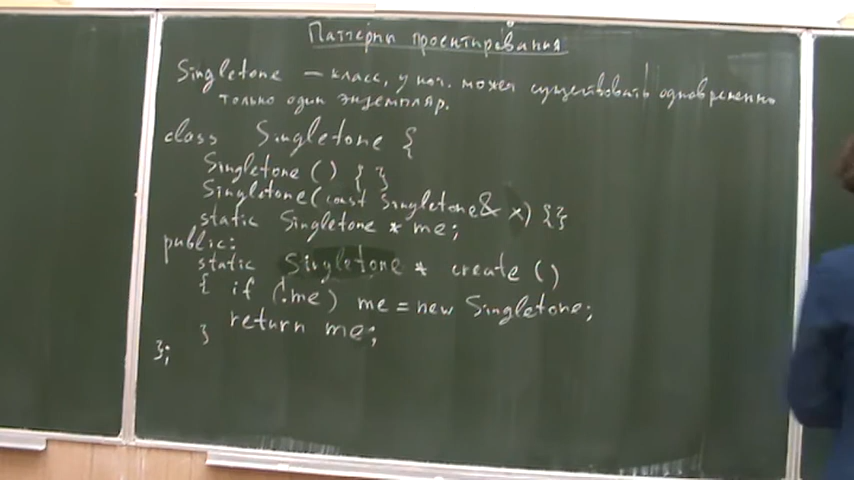 Паттерны проектирования
Singletone — класс, у кот. может существовать одновременно
только один экземпляр.
class Singletone {
Singletone () { }
Singletone (const Singletone & x) {}
static Singletone * me;
public:
static Singletone * create ()
{ if (!me) me = new Singletone;
return me;
}
};